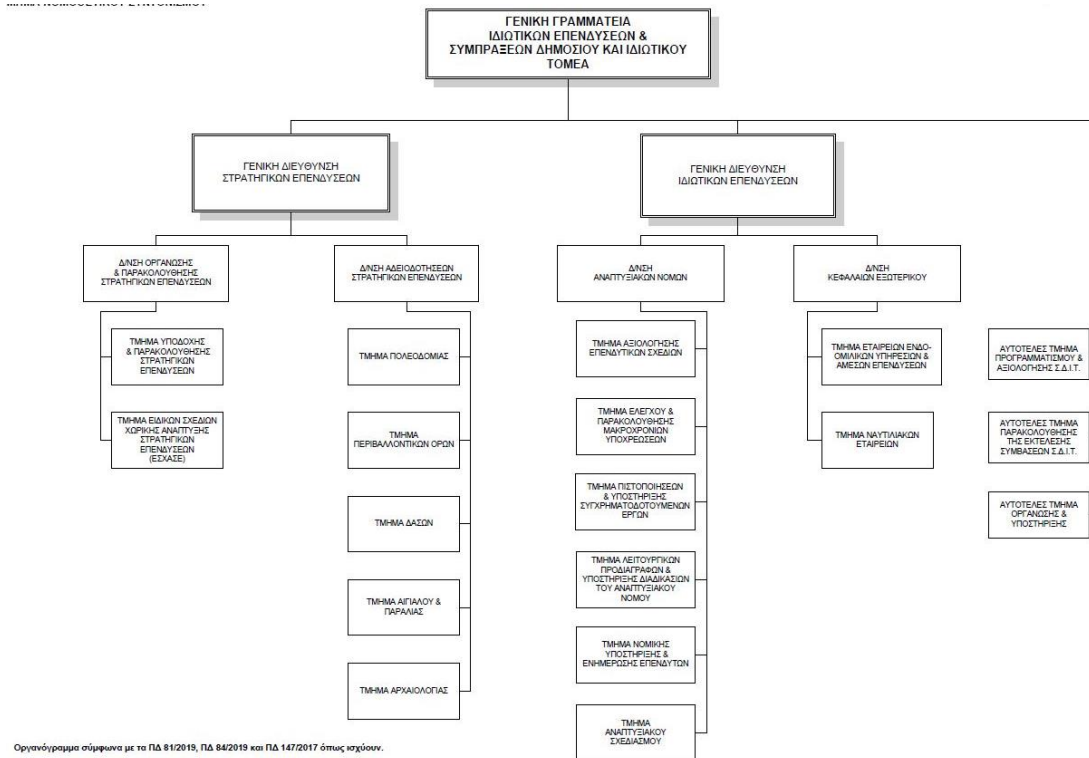 ΓΕΝΙΚΗ ΓΡΑΜΜΑΤΕΙΑ
ΙΔΙΩΤΙΚΩΝ ΕΠΕΝΔΥΣΕΩΝ &
ΣΥΜΠΡΑΞΕΩΝ ΔΗΜΟΣΙΟΥ ΚΑΙ ΙΔΙΩΤΙΚΟΥ
ΤΟΜΕΑ
ΓΕΝΙΚΗ ΔΙΕΥΘΥΝΣΗ
ΣΤΡΑΤΗΓΙΚΩΝ ΕΠΕΝΔΥΣΕΩΝ
ΓΕΝΙΚΗ ΔΙΕΥΘΥΝΣΗ
ΙΔΙΩΤΙΚΩΝ ΕΠΕΝΔΥΣΕΩΝ
Δ/ΝΣΗ ΟΡΓΑΝΩΣΗΣ
& ΠΑΡΑΚΟΛΟΥΘΗΣΗΣ
ΣΤΡΑΤΗΓΙΚΩΝ ΕΠΕΝΔΥΣΕΩΝ
Δ/ΝΣΗ ΑΔΕΙΟΔΟΤΗΣΕΩΝ
ΣΤΡΑΤΗΓΙΚΩΝ ΕΠΕΝΔΥΣΕΩΝ
Δ/ΝΣΗ
ΑΝΑΠΤΥΞΙΑΚΩΝ ΝΟΜΩΝ
Δ/ΝΣΗ
ΚΕΦΑΛΑΙΩΝ ΕΞΩΤΕΡΙΚΟΥ
ΤΜΗΜΑ ΥΠΟΔΟΧΗΣ
& ΠΑΡΑΚΟΛΟΥΘΗΣΗΣ
ΣΤΡΑΤΗΓΙΚΩΝ
ΕΠΕΝΔΥΣΕΩΝ
ΤΜΗΜΑ ΕΙΔΙΚΩΝ ΣΧΕΔΙΩΝ
ΧΩΡΙΚΗΣ ΑΝΑΠΤΥΞΗΣ
ΣΤΡΑΤΗΓΙΚΩΝ
ΕΠΕΝΔΥΣΕΩΝ
(ΕΣΧΑΣΕ)
ΤΜΗΜΑ ΠΟΛΕΟΔΟΜΙΑΣ
ΤΜΗΜΑ
ΠΕΡΙΒΑΛΛΟΝΤΙΚΩΝ ΟΡΩΝ
ΤΜΗΜΑ ΔΑΣΩΝ
ΤΜΗΜΑ ΑΙΓΙΑΛΟΥ &
ΠΑΡΑΛΙΑΣ
ΤΜΗΜΑ ΑΡΧΑΙΟΛΟΓΙΑΣ
ΤΜΗΜΑ ΑΞΙΟΛΟΓΗΣΗΣ
ΕΠΕΝΔΥΤΙΚΩΝ ΣΧΕΔΙΩΝ
ΤΜΗΜΑ ΕΛΕΓΧΟΥ &
ΠΑΡΑΚΟΛΟΥΘΗΣΗΣ
ΜΑΚΡΟΧΡΟΝΙΩΝ
ΥΠΟΧΡΕΩΣΕΩΝ
ΤΜΗΜΑ ΠΙΣΤΟΠΟΙΗΣΕΩΝ
& ΥΠΟΣΤΗΡΙΞΗΣ
ΣΥΓΧΡΗΜΑΤΟΔΟΤΟΥΜΕΝΩΝ
ΕΡΓΩΝ
ΤΜΗΜΑ ΛΕΙΤΟΥΡΓΙΚΩΝ
ΠΡΟΔΙΑΓΡΑΦΩΝ &
ΥΠΟΣΤΗΡΙΞΗΣ ΔΙΑΔΙΚΑΣΙΩΝ
ΤΟΥ ΑΝΑΠΤΥΞΙΑΚΟΥ
ΝΟΜΟΥ
ΤΜΗΜΑ ΝΟΜΙΚΗΣ
ΥΠΟΣΤΗΡΙΞΗΣ &
ΕΝΗΜΕΡΩΣΗΣ ΕΠΕΝΔΥΤΩΝ
ΤΜΗΜΑ
ΑΝΑΠΤΥΞΙΑΚΟΥ
ΣΧΕΔΙΑΣΜΟΥ
ΤΜΗΜΑ ΕΤΑΙΡΕΙΩΝ ΕΝΔΟ-
ΟΜΙΛΙΚΩΝ ΥΠΗΡΕΣΙΩΝ &
ΑΜΕΣΩΝ ΕΠΕΝΔΥΣΕΩΝ
ΤΜΗΜΑ ΝΑΥΤΙΛΙΑΚΩΝ
ΕΤΑΙΡΕΙΩΝ
ΑΥΤΟΤΕΛΕΣ ΤΜΗΜΑ
ΠΡΟΓΡΑΜΜΑΤΙΣΜΟΥ &
ΑΞΙΟΛΟΓΗΣΗΣ Σ.Δ.Ι.Τ.
ΑΥΤΟΤΕΛΕΣ ΤΜΗΜΑ
ΠΑΡΑΚΟΛΟΥΘΗΣΗΣ
ΤΗΣ ΕΚΤΕΛΕΣΗΣ
ΣΥΜΒΑΣΕΩΝ Σ.Δ.Ι.Τ.
ΑΥΤΟΤΕΛΕΣ ΤΜΗΜΑ
ΟΡΓΑΝΩΣΗΣ &
ΥΠΟΣΤΗΡΙΞΗΣ
Οργανόγραμμα σύμφωνα με τα ΠΔ 81/2019, ΠΔ 84/2019 και ΠΔ 147/2017 όπως ισχύουν.